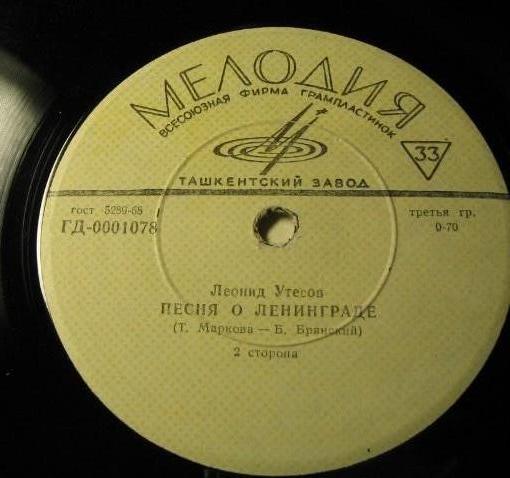 МЕЛОДИЯ
ВСЕСОЮЗНАЯ ФИРМА ГРАМПЛАСТИНОК
33
ТАШКЕНТСКИЙ ЗАВОД
гост 5289-68
третья гр.
ГД-0001078
0-70
Леонид Утесов
ПЕСНЯ О ЛЕНИНГРАДЕ
(Т. Маркова — Б. Брянский)
2 сторона